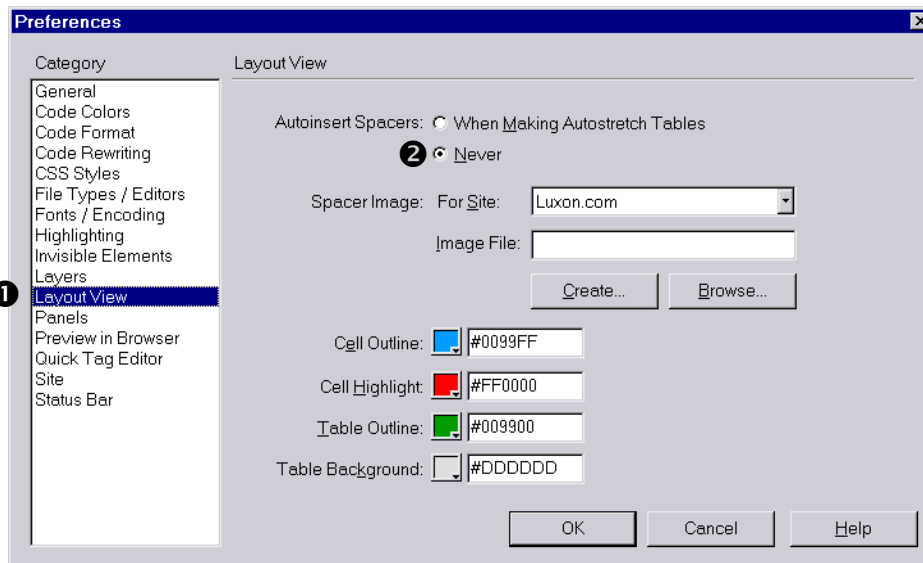 Preferences
Category
General
Code Colors
Code Format
Code Rewriting
CSS Styles
File Types / Editors
Fonts / Encoding
Highlighting
Invisible Elements
Layers
❶ Layout View
Panels
Preview in Browser
Quick Tag Editor
Site
Status Bar
Layout View
Autoinsert Spacers: When Making Autostretch Tables
❷ Never
Spacer Image: For Site: Luxon.com
Image File:
Create... Browse...
Cell Outline: #0099FF
Cell Highlight: #FF0000
Table Outline: #009900
Table Background: #DDDDDD
OK Cancel Help